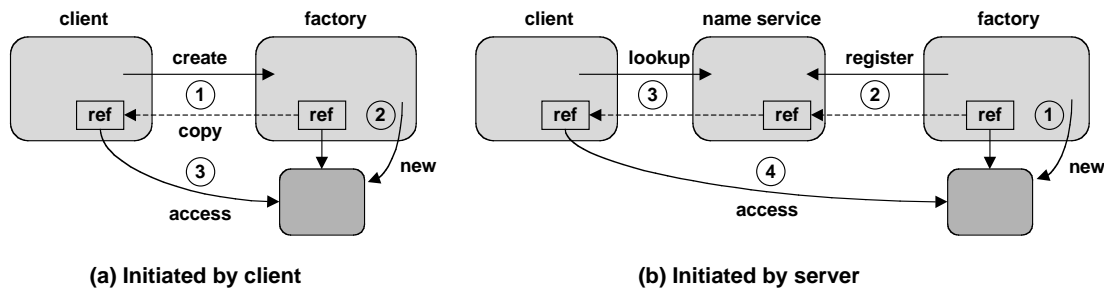 client
factory
create
1
ref
ref
2
copy
3
new
access
(a) Initiated by client
client
name service
factory
lookup
register
3
2
ref
ref
ref
1
4
new
access
(b) Initiated by server